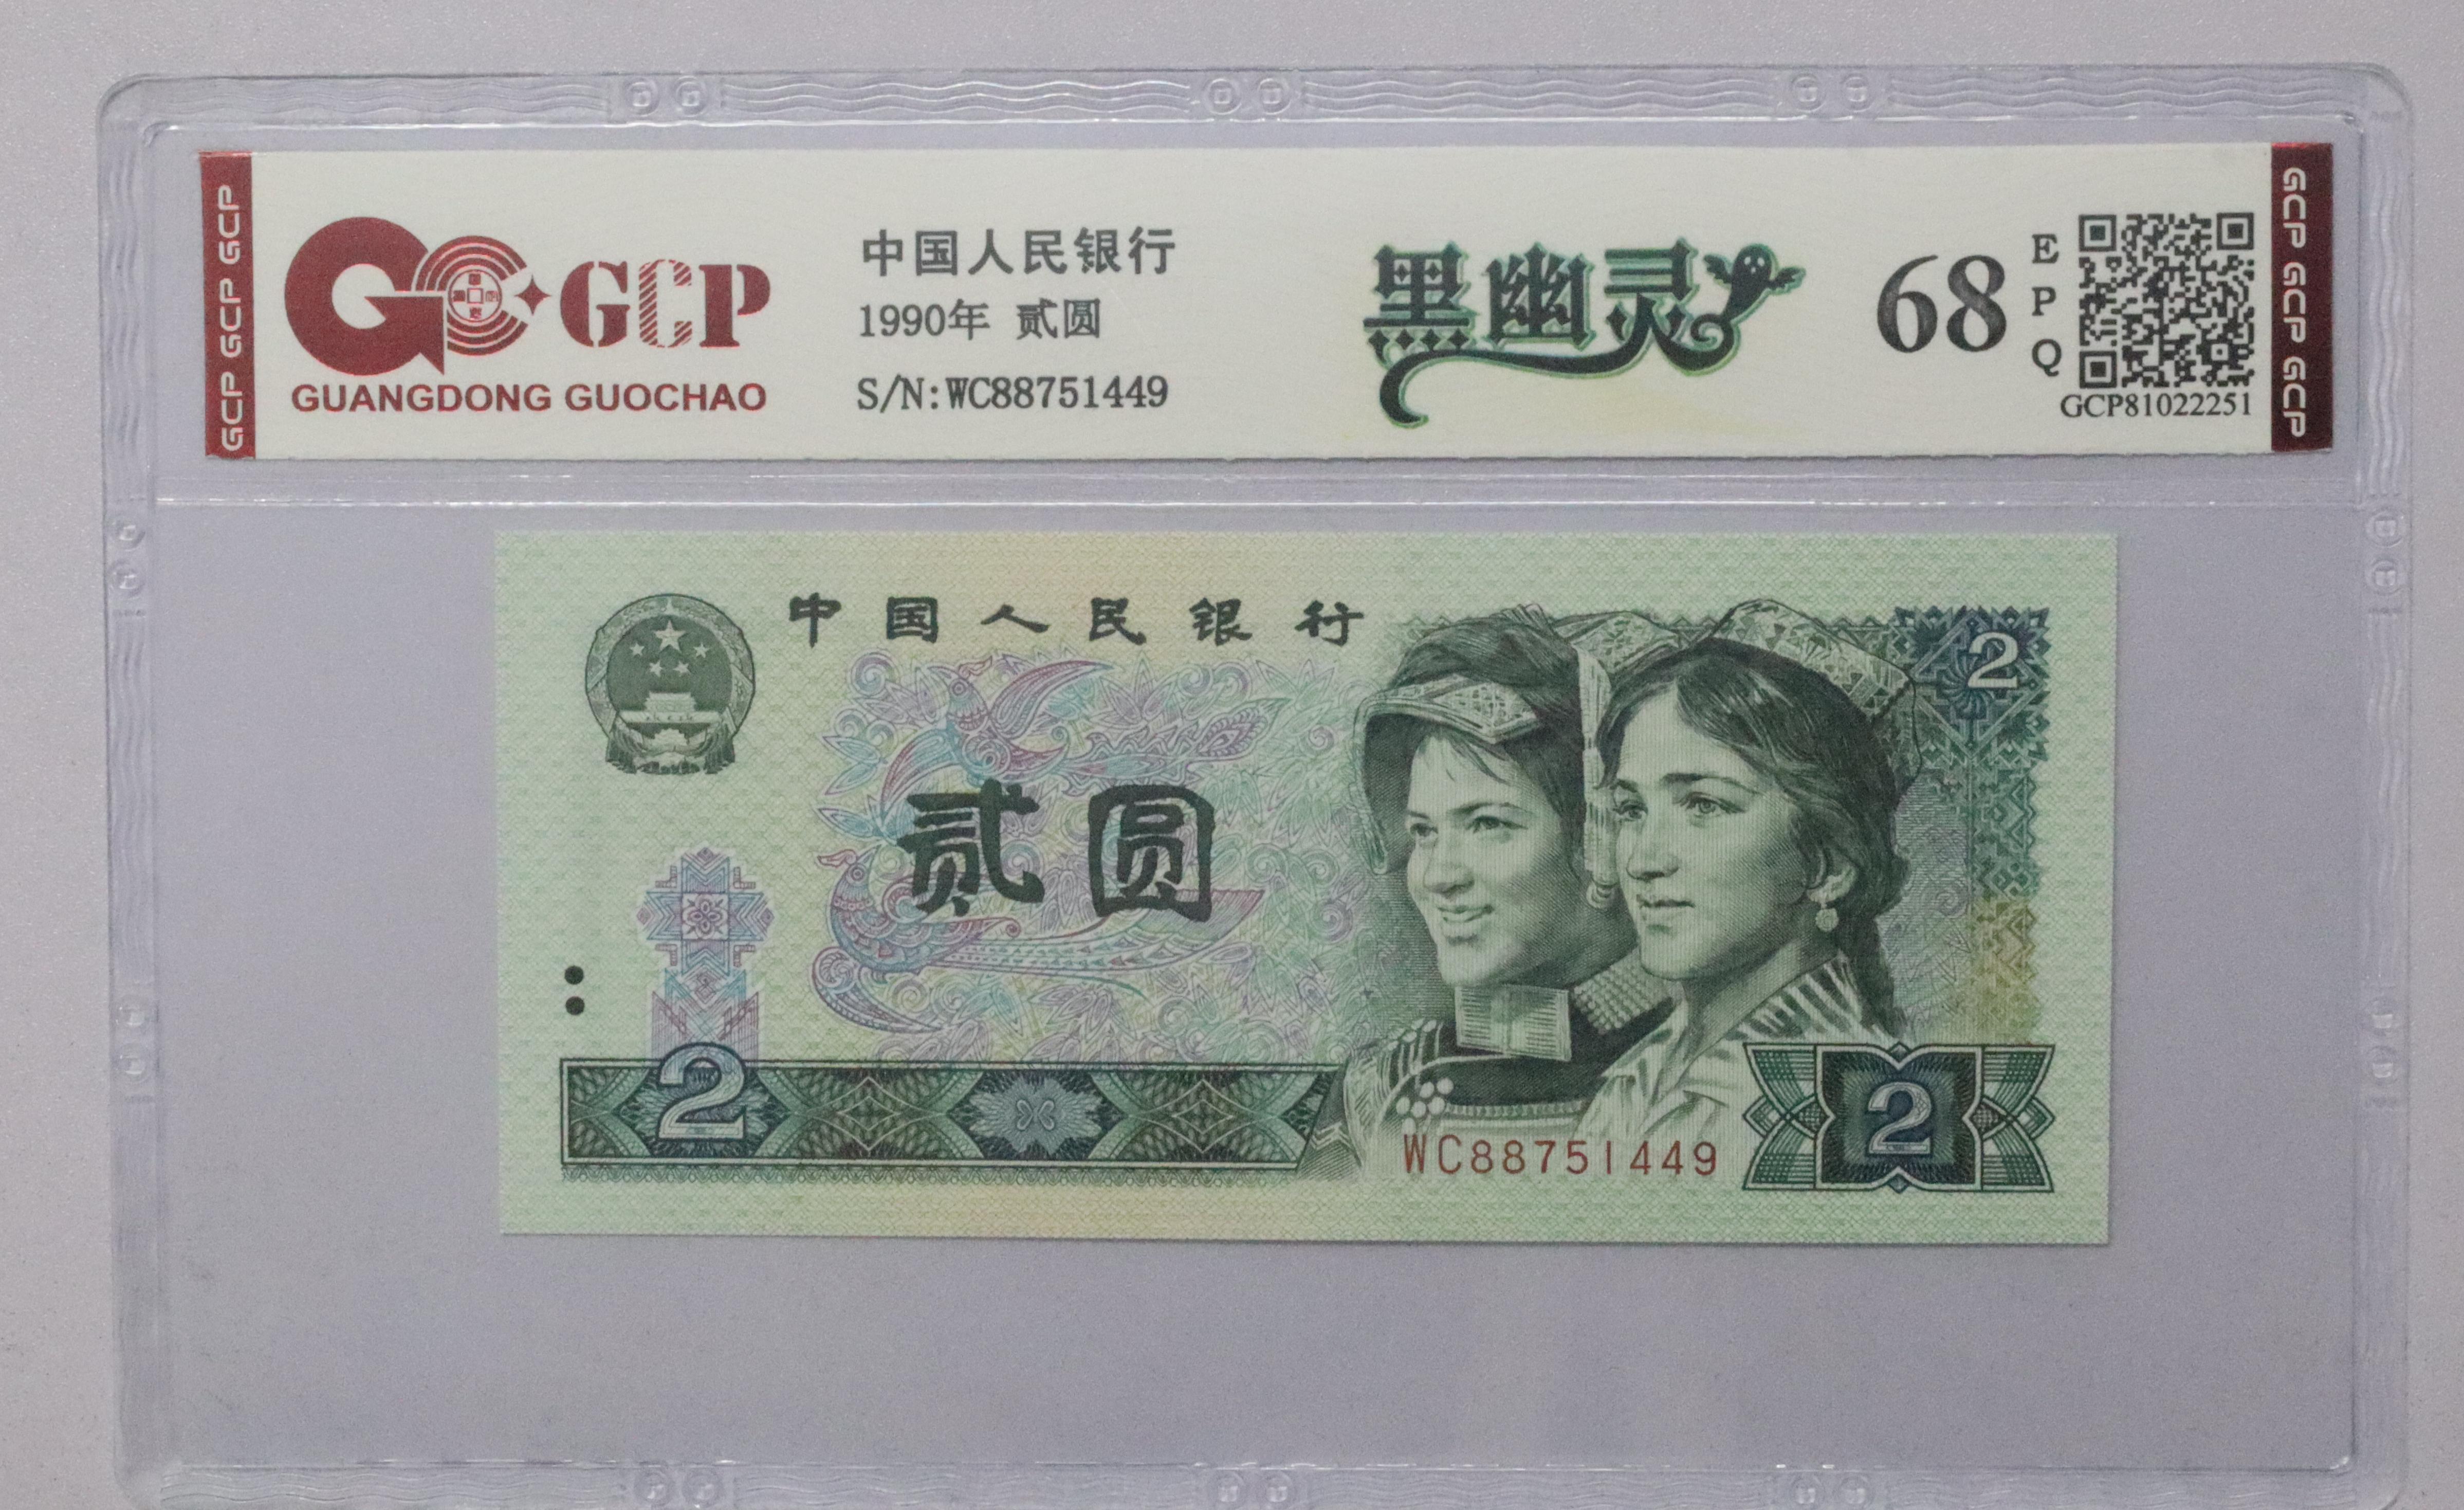 GCP GCP GCP
GCP
GUANGDONG GUOCHAO
中国人民银行
1990年 贰圆
S/N:WC88751449
黑幽灵
68
E
P
Q
GCP81022251
GCP GCP GCP
中国人民银行
2
贰圆
2
WC88751449
2